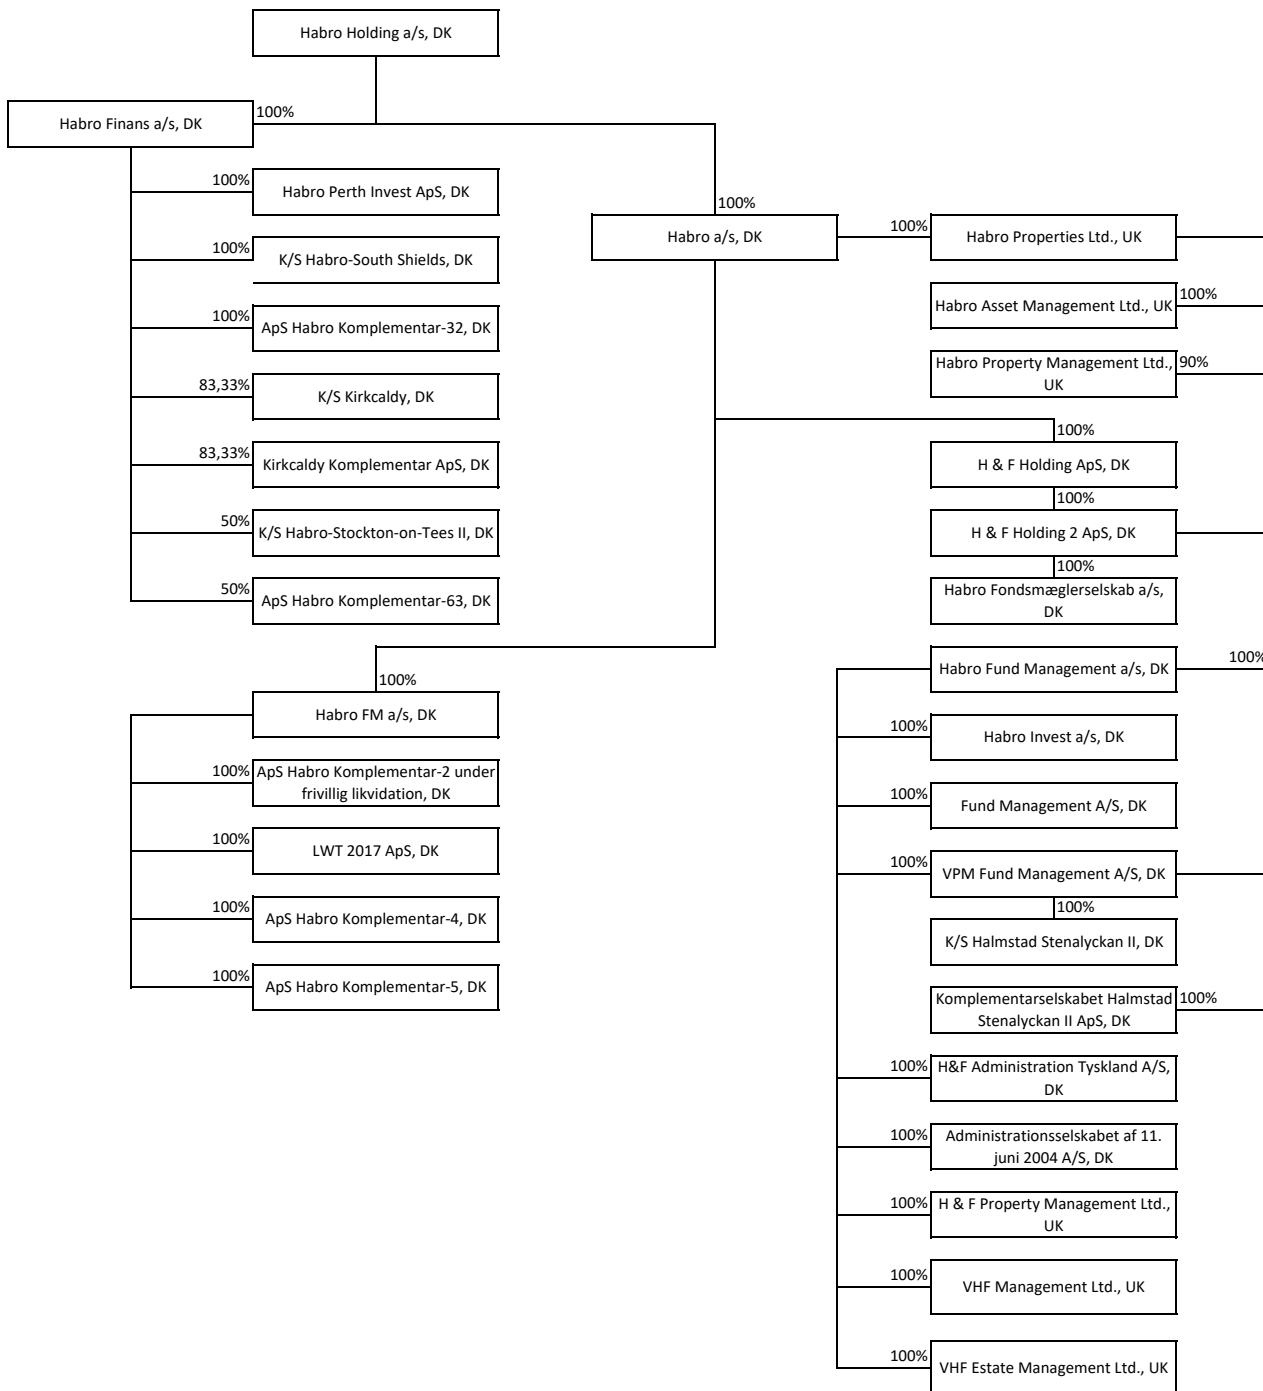 Habro Holding a/s, DK
Habro Finans a/s, DK
100%
100%
Habro Perth Invest ApS, DK
100%
Habro a/s, DK
100%
Habro Properties Ltd., UK
100%
K/S Habro-South Shields, DK
Habro Asset Management Ltd., UK
100%
100%
ApS Habro Komplementar-32, DK
Habro Property Management Ltd.,
UK
90%
83,33%
K/S Kirkcaldy, DK
100%
H & F Holding ApS, DK
83,33%
Kirkcaldy Komplementar ApS, DK
100%
H & F Holding 2 ApS, DK
50%
K/S Habro-Stockton-on-Tees II, DK
100%
Habro Fondsmæglerselskab a/s,
DK
50%
ApS Habro Komplementar-63, DK
Habro Fund Management a/s, DK
100%
100%
Habro FM a/s, DK
100%
Habro Invest a/s, DK
100%
ApS Habro Komplementar-2 under
frivillig likvidation, DK
100%
Fund Management A/S, DK
100%
LWT 2017 ApS, DK
100%
VPM Fund Management A/S, DK
100%
ApS Habro Komplementar-4, DK
100%
K/S Halmstad Stenalyckan II, DK
100%
ApS Habro Komplementar-5, DK
Komplementarselskabet Halmstad
Stenalyckan II ApS, DK
100%
100%
H&F Administration Tyskland A/S,
DK
100%
Administrationsselskabet af 11.
juni 2004 A/S, DK
100%
H & F Property Management Ltd.,
UK
100%
VHF Management Ltd., UK
100%
VHF Estate Management Ltd., UK